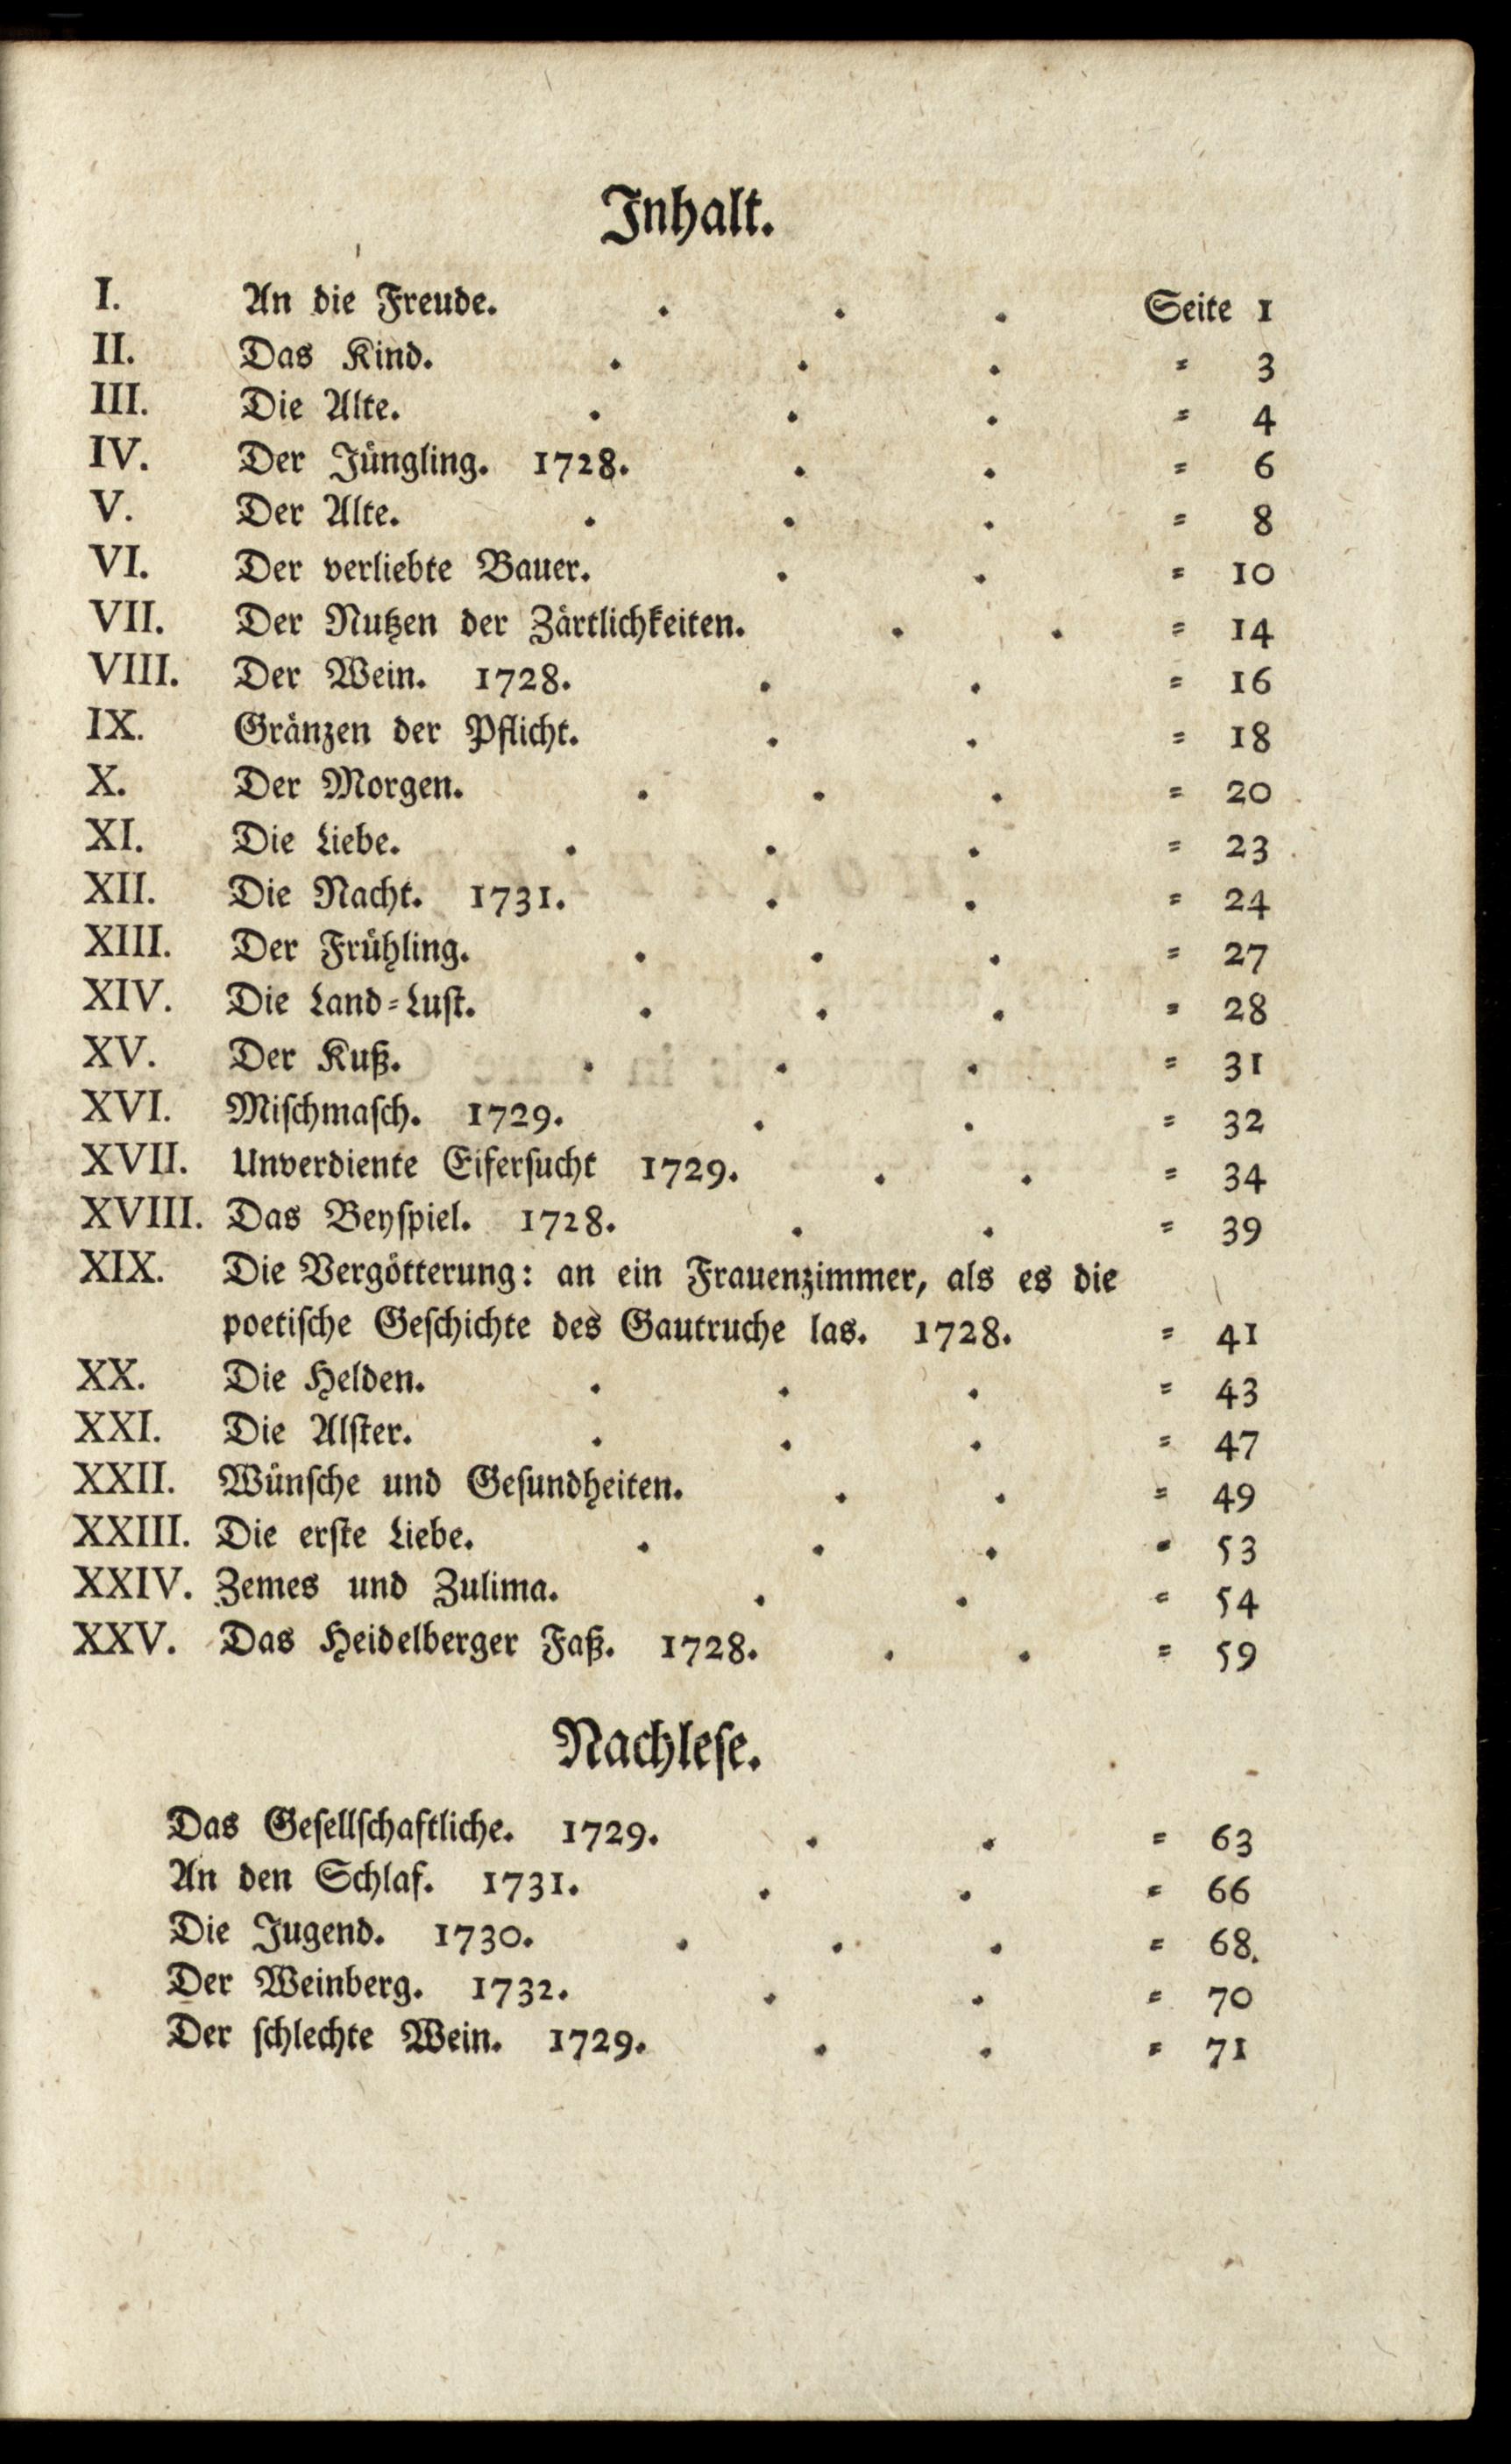 Inhalt.
I. An die Freude. . . . Seite 1
II. Das Kind. . . . = 3
III. Die Alte. . . . = 4
IV. Der Jüngling. 1728. . . = 6
V. Der Alte. . . . = 8
VI. Der verliebte Bauer. . . = 10
VII. Der Nutzen der Zärtlichkeiten. . . = 14
VIII. Der Wein. 1728. . . = 16
IX. Gränzen der Pflicht. . . = 18
X. Der Morgen. . . . = 20
XI. Die Liebe. . . . = 23
XII. Die Nacht. 1731. . . = 24
XIII. Der Frühling. . . . = 27
XIV. Die Land=Luſt. . . . = 28
XV. Der Kuß. . . . = 31
XVI. Miſchmaſch. 1729. . . = 32
XVII. Unverdiente Eiferſucht 1729. . . = 34
XVIII. Das Beyſpiel. 1728. . . = 39
XIX. Die Vergötterung: an ein Frauenzimmer, als es die
poetiſche Geſchichte des Gautruche las. 1728. = 41
XX. Die Helden. . . . = 43
XXI. Die Alſter. . . . = 47
XXII. Wünſche und Geſundheiten. . . = 49
XXIII. Die erſte Liebe. . . . = 53
XXIV. Zemes und Zulima. . . = 54
XXV. Das Heidelberger Faß. 1728. . . = 59
Nachleſe.
Das Geſellſchaftliche. 1729. . . = 63
An den Schlaf. 1731. . . = 66
Die Jugend. 1730. . . . = 68.
Der Weinberg. 1732. . . = 70
Der ſchlechte Wein. 1729. . . = 71